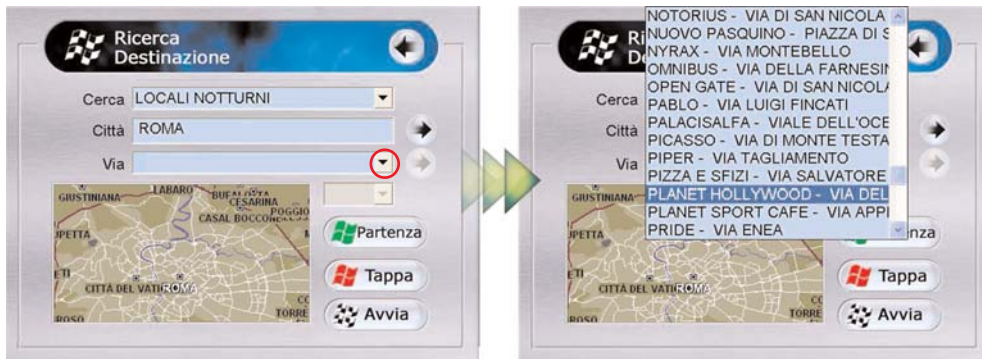 Ricerca
Destinazione
Cerca LOCALI NOTTURNI
Città ROMA
Via
GIUSTINIANA
LABARO
CESARINA
CASAL BOCCONE
POGGIO
CITTÀ DEL VATI
ROMA
TORRE
Partenza
Tappa
Avvia
NOTORIUS - VIA DI SAN NICOLA
NUOVO PASQUINO - PIAZZA DI S
NYRAX - VIA MONTEBELLO
OMNIBUS - VIA DELLA FARNESIN
OPEN GATE - VIA DI SAN NICOLA
PABLO - VIA LUIGI FINCATI
PALACISALFA - VIALE DELL'OCE
PICASSO - VIA DI MONTE TESTA
PIPER - VIA TAGLIAMENTO
PIZZA E SFIZI - VIA SALVATORE
PLANET HOLLYWOOD - VIA DEL
PLANET SPORT CAFE - VIA APPI
PRIDE - VIA ENEA
Ri
De
Cerca
Città
Via
GIUSTINIANA
CITTÀ DEL VATI
ROMA
TORRE
nza
Tappa
Avvia